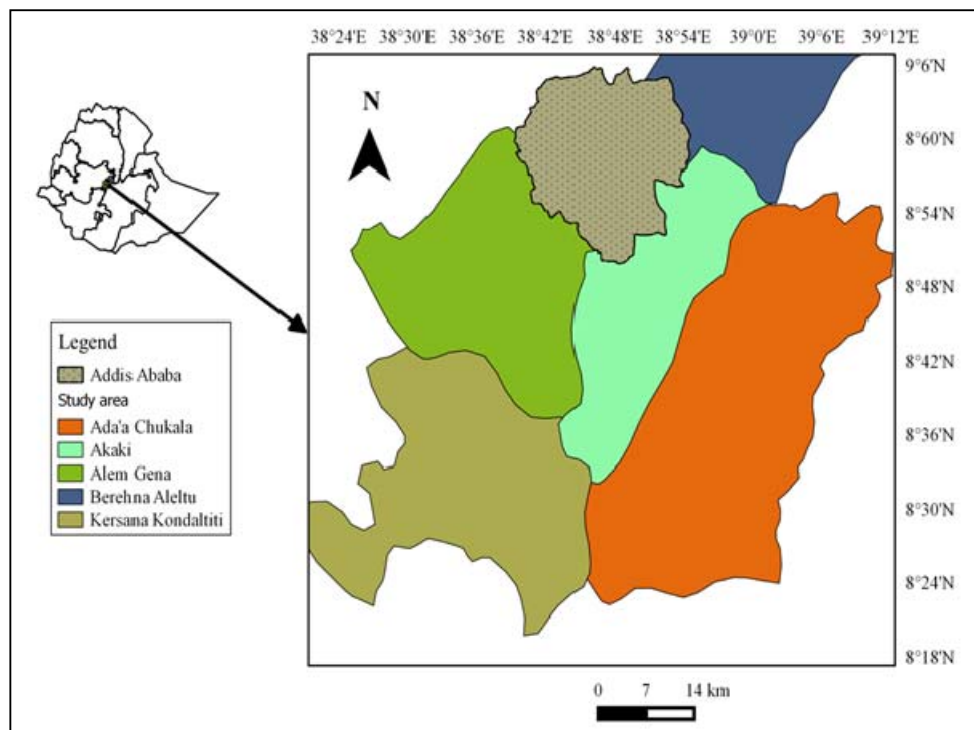 38°24'E 38°30'E 38°36'E 38°42'E 38°48'E 38°54'E 39°0'E 39°6'E 39°12'E
9°6'N
8°60'N
8°54'N
8°48'N
8°42'N
8°36'N
8°30'N
8°24'N
8°18'N
N
Legend
Addis Ababa
Study area
Ada'a Chukala
Akaki
Alem Gena
Berehna Aleltu
Kersana Kondaltiti
0 7 14 km